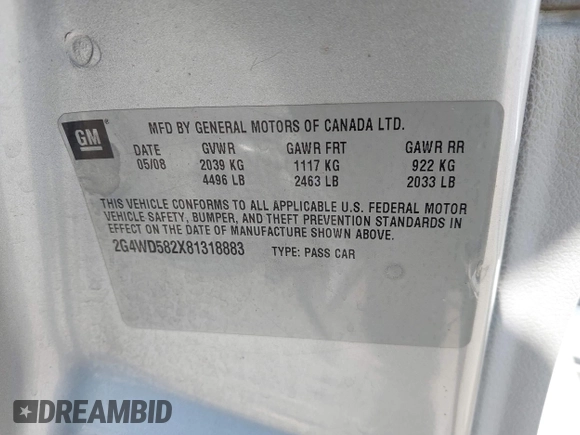 GM
MFD BY GENERAL MOTORS OF CANADA LTD.
DATE GVWR GAWR FRT GAWR RR
05/08 2039 KG 1117 KG 922 KG
4496 LB 2463 LB 2033 LB
THIS VEHICLE CONFORMS TO ALL APPLICABLE U.S. FEDERAL MOTOR
VEHICLE SAFETY, BUMPER, AND THEFT PREVENTION STANDARDS IN
EFFECT ON THE DATE OF MANUFACTURE SHOWN ABOVE.
2G4WD582X81318883 TYPE: PASS CAR
DREAMBID